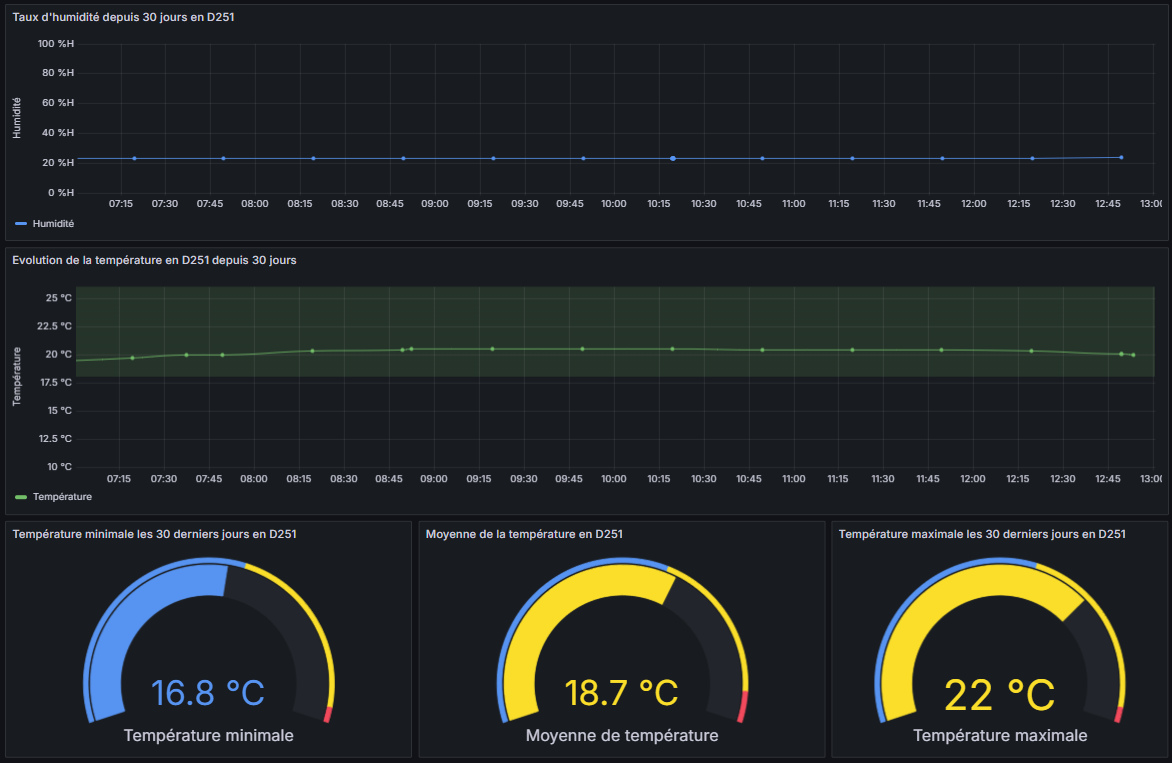 Taux d'humidité depuis 30 jours en D251
100 %H
80 %H
60 %H
40 %H
20 %H
0 %H
Humidité
07:15 07:30 07:45 08:00 08:15 08:30 08:45 09:00 09:15 09:30 09:45 10:00 10:15 10:30 10:45 11:00 11:15 11:30 11:45 12:00 12:15 12:30 12:45 13:00
Humidité
Evolution de la température en D251 depuis 30 jours
25 °C
22.5 °C
20 °C
17.5 °C
15 °C
12.5 °C
10 °C
Température
07:15 07:30 07:45 08:00 08:15 08:30 08:45 09:00 09:15 09:30 09:45 10:00 10:15 10:30 10:45 11:00 11:15 11:30 11:45 12:00 12:15 12:30 12:45 13:00
Température
Température minimale les 30 derniers jours en D251
16.8 °C
Température minimale
Moyenne de la température en D251
18.7 °C
Moyenne de température
Température maximale les 30 derniers jours en D251
22 °C
Température maximale